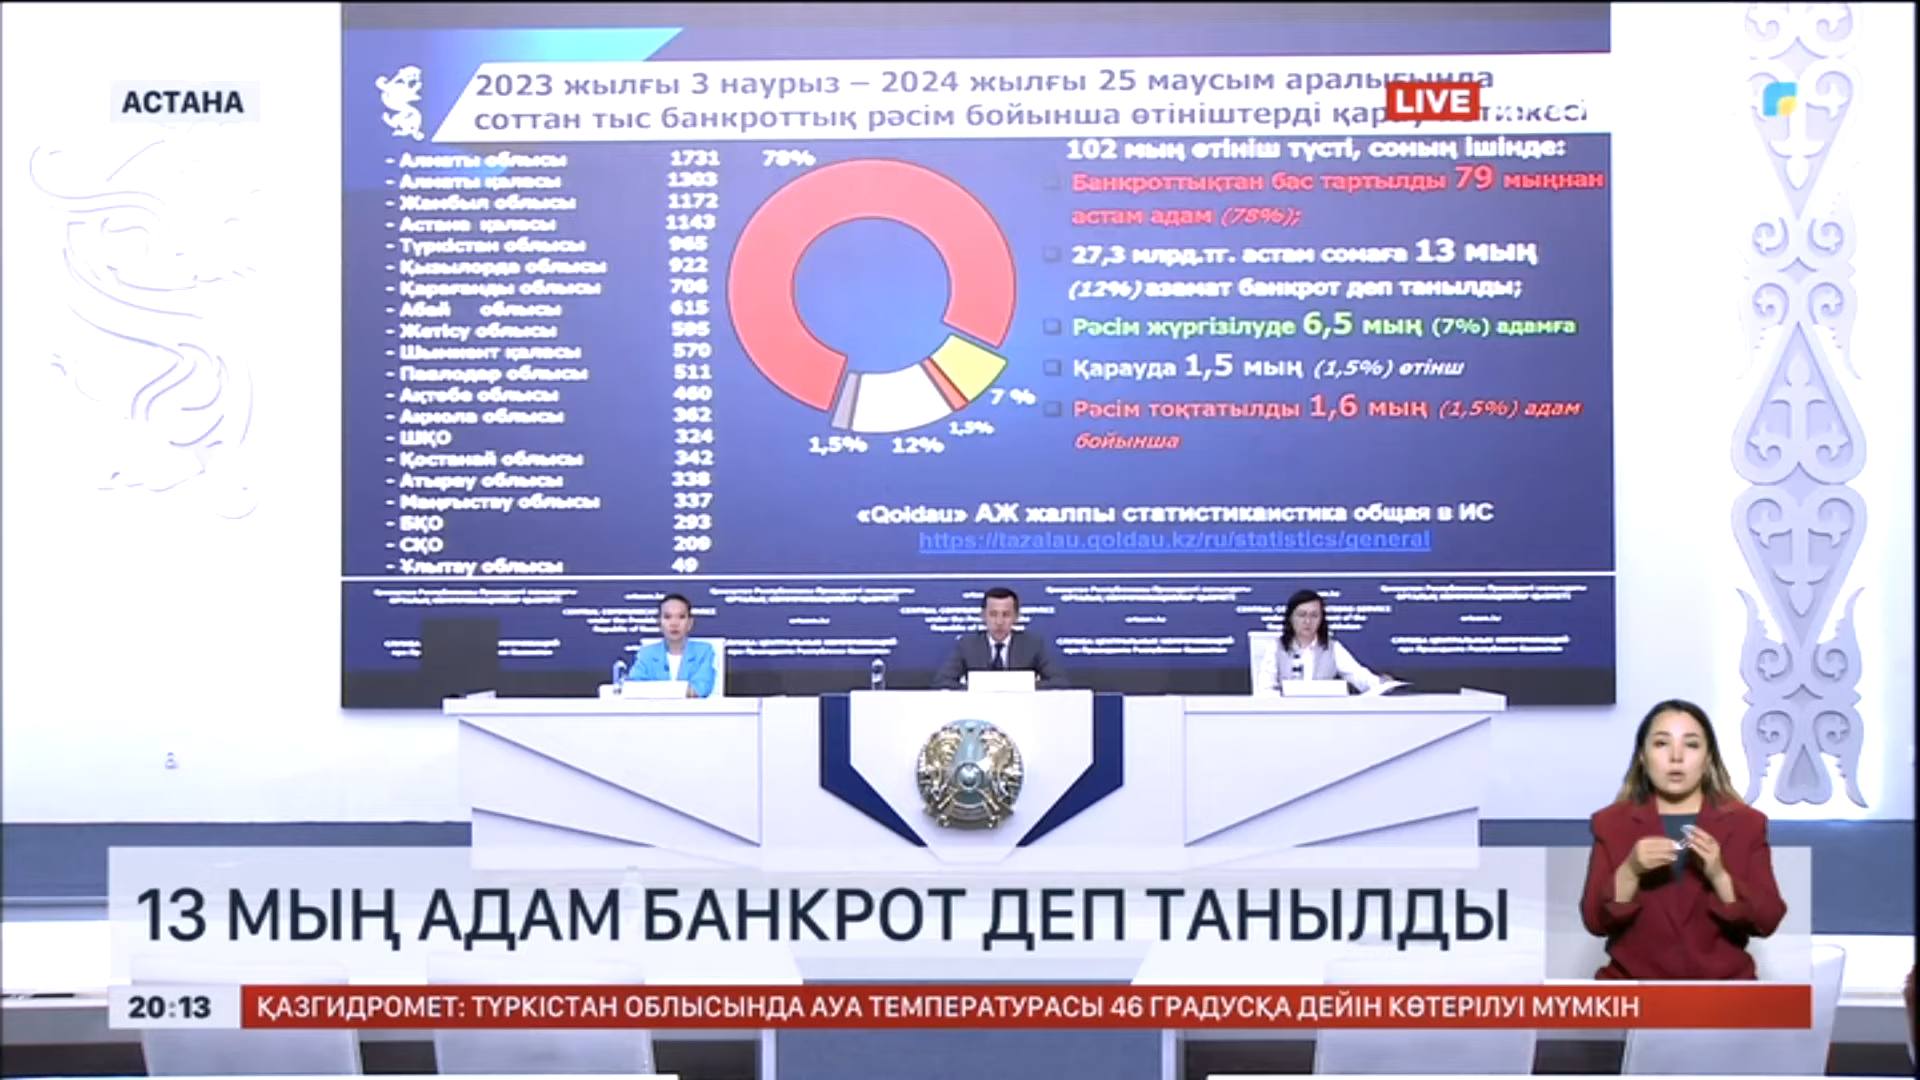 АСТАНА
2023 жылғы 3 наурыз – 2024 жылғы 25 маусым аралығында
LIVE
соттан тыс банкроттық рәсім бойынша өтініштерді
- Алматы облысы 1731
- Алматы қаласы 1303
- Жамбыл облысы 1172
- Астана қаласы 1143
- Түркістан облысы 965
- Қызылорда облысы 922
- Қарағанды облысы 706
- Абай облысы 615
- Жетісу облысы 595
- Шымкент қаласы 570
- Павлодар облысы 511
- Ақтөбе облысы 460
- Ақмола облысы 362
- ШҚО 324
- Қостанай облысы 342
- Атырау облысы 338
- Маңғыстау облысы 337
- БҚО 293
- СҚО 209
- Ұлытау облысы 49
78%
7 %
1,5%
12%
1,5%
102 мың өтініш түсті, соның ішінде:
Банкроттықтан бас тартылды 79 мыңнан
астам адам (78%);
27,3 млрд.тг. астам сомаға 13 мың
(12%) азамат банкрот деп танылды;
Рәсім жүргізілуде 6,5 мың (7%) адамға
Қарауда 1,5 мың (1,5%) өтінш
Рәсім тоқтатылды 1,6 мың (1,5%) адам
бойынша
«Qoldau» АЖ жалпы статистикаистика общая в ИС
https://tazalau.qoldau.kz/ru/statistics/general
13 МЫҢ АДАМ БАНКРОТ ДЕП ТАНЫЛДЫ
20:13
ҚАЗГИДРОМЕТ: ТҮРКІСТАН ОБЛЫСЫНДА АУА ТЕМПЕРАТУРАСЫ 46 ГРАДУСҚА ДЕЙІН КӨТЕРІЛУІ МҮМКІН